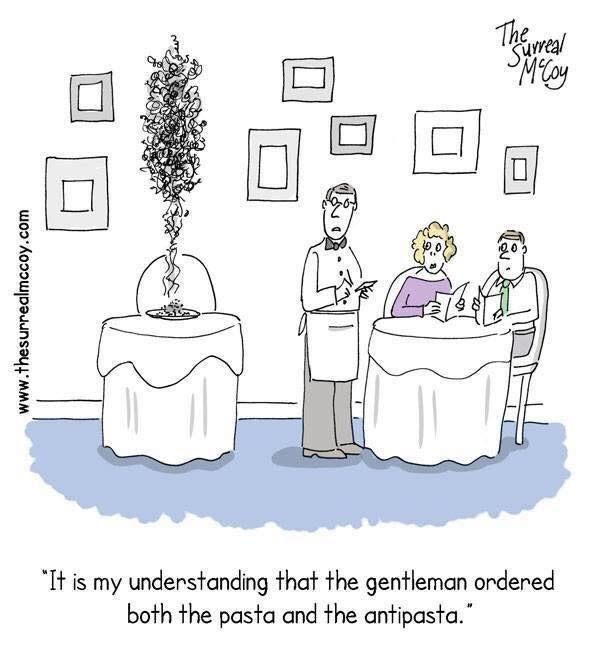 The
Surreal
McCoy
www.thesurrealmccoy.com
"It is my understanding that the gentleman ordered
both the pasta and the antipasta."